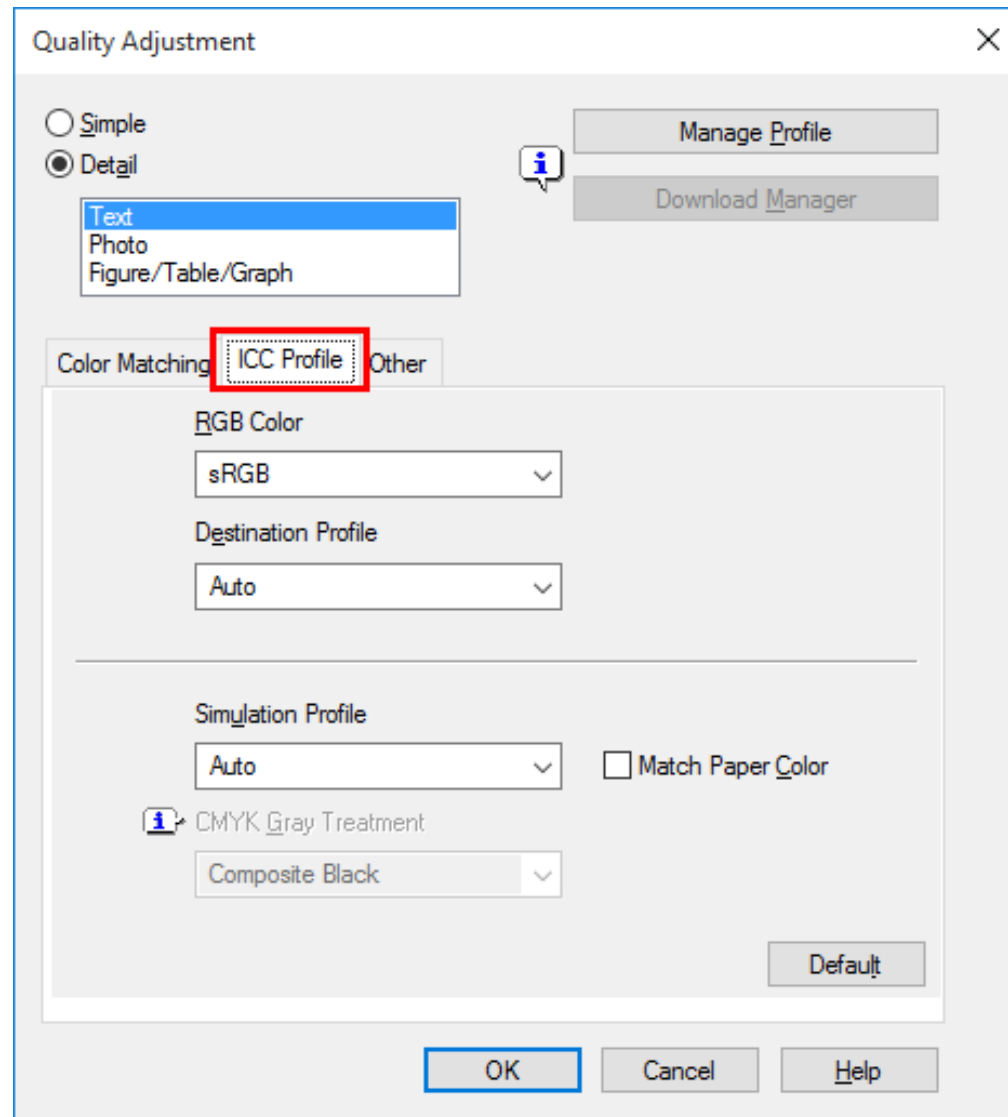 Quality Adjustment
Simple
Manage Profile
Detail
Download Manager
Text
Photo
Figure/Table/Graph
Color Matching ICC Profile Other
RGB Color
sRGB
Destination Profile
Auto
Simulation Profile
Auto Match Paper Color
CMYK Gray Treatment
Composite Black
Default
OK Cancel Help